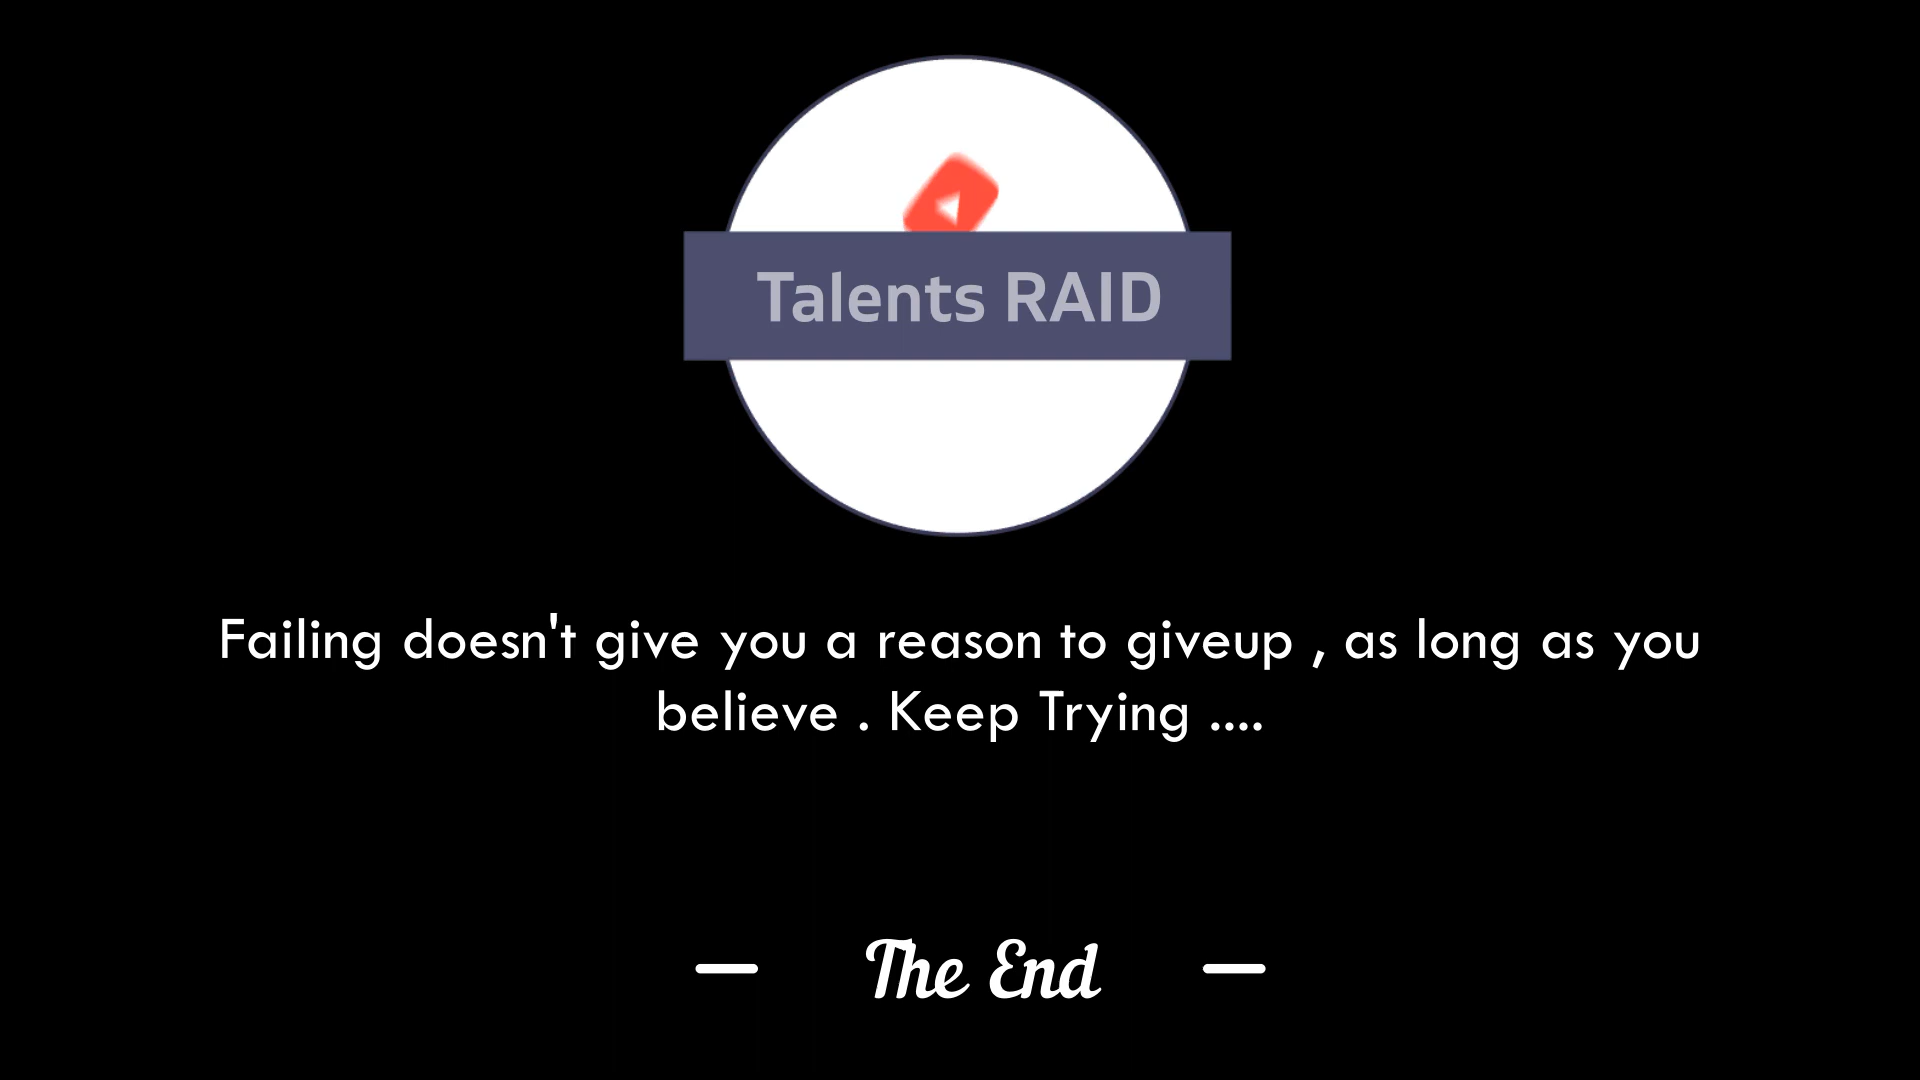 Talents RAID
Failing doesn't give you a reason to giveup , as long as you
believe . Keep Trying ....
— The End —